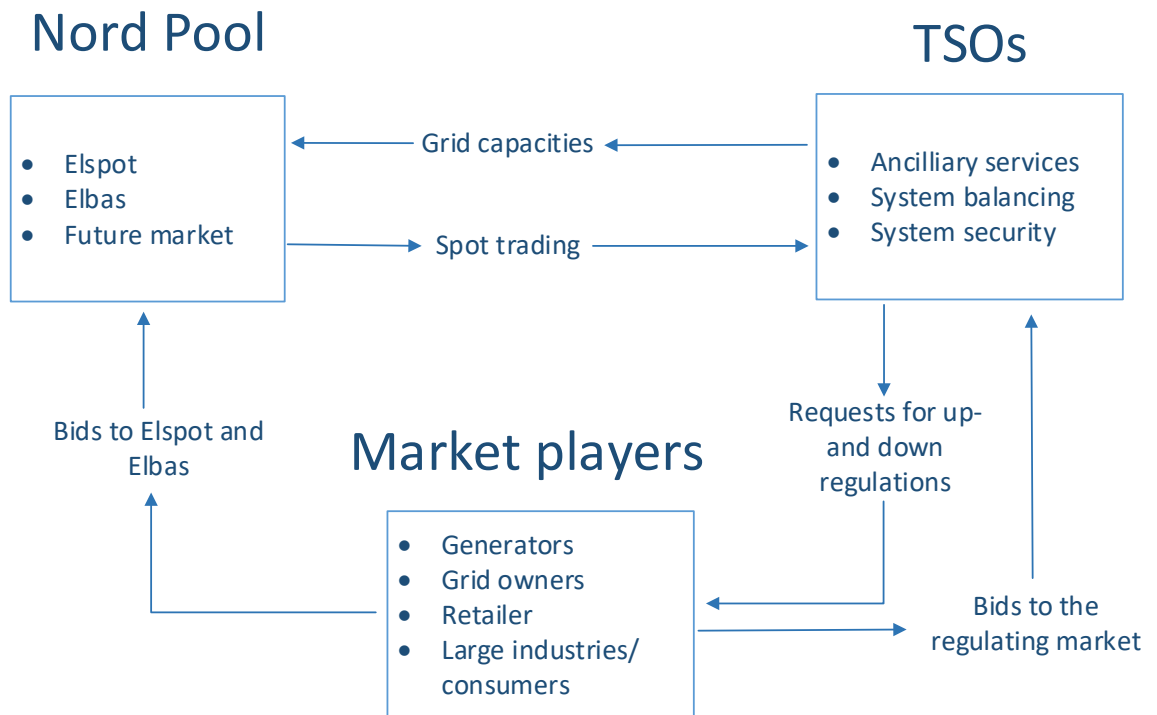 Nord Pool
TSOs
• Elspot
• Elbas
• Future market
Grid capacities
Spot trading
• Ancilliary services
• System balancing
• System security
Bids to Elspot and
Elbas
Market players
Requests for up-
and down
regulations
• Generators
• Grid owners
• Retailer
• Large industries/
consumers
Bids to the
regulating market